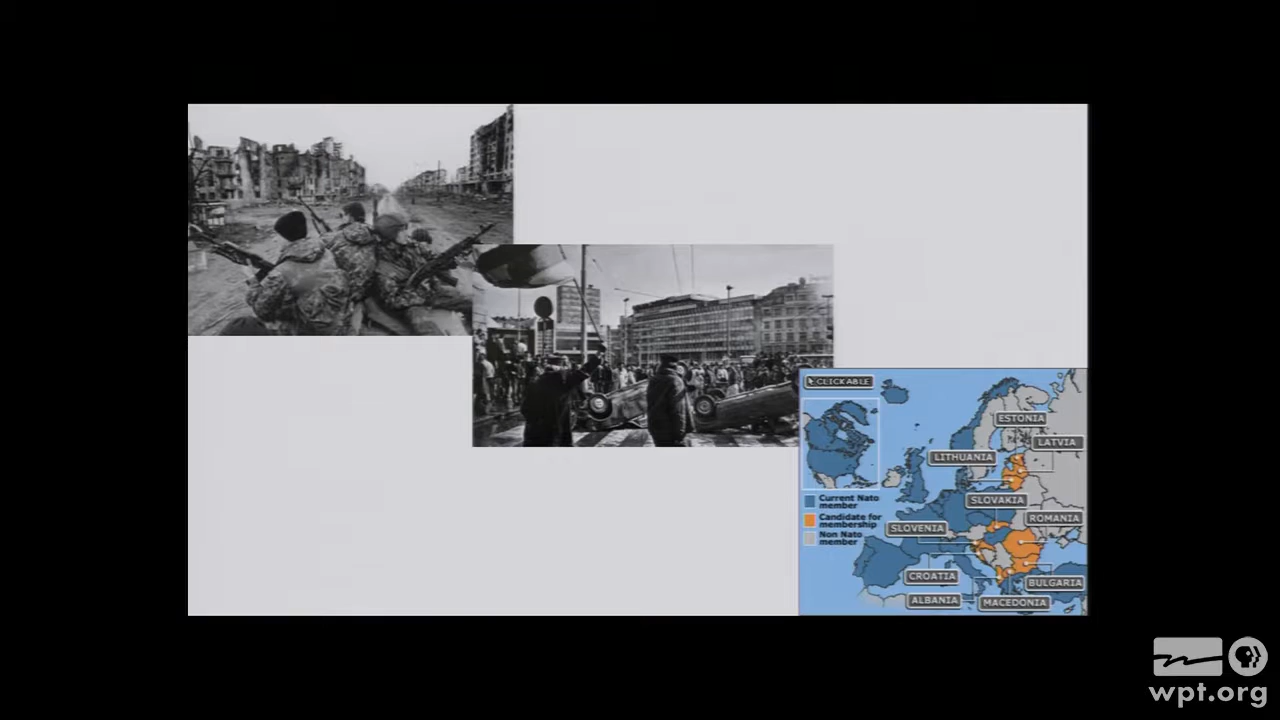 CLICKABLE
ESTONIA
LATVIA
LITHUANIA
Current Nato
member
SLOVAKIA
Candidate for
membership
ROMANIA
SLOVENIA
Non Nato
member
CROATIA
BULGARIA
ALBANIA
MACEDONIA
wpt.org